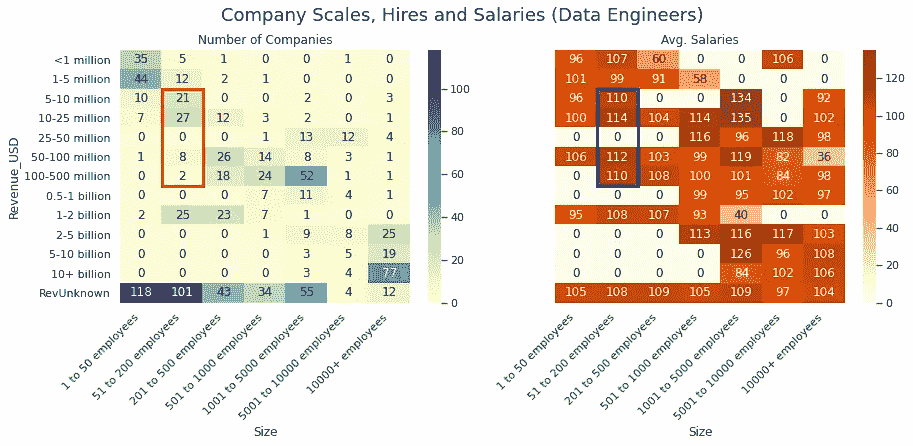 Company Scales, Hires and Salaries (Data Engineers)
Number of Companies
Avg. Salaries
Revenue_USD
<1 million 35 5 1 0 0 1 0
1-5 million 44 12 2 1 0 0 0
5-10 million 10 21 0 0 2 0 3
10-25 million 7 27 12 3 2 0 1
25-50 million 0 0 0 1 13 12 4
50-100 million 1 8 26 14 8 3 1
100-500 million 0 2 18 24 52 1 1
0.5-1 billion 0 0 0 7 11 4 1
1-2 billion 2 25 23 7 1 0 0
2-5 billion 0 0 0 1 9 8 25
5-10 billion 0 0 0 0 3 5 19
10+ billion 0 0 0 0 3 4 77
RevUnknown 118 101 43 34 55 4 12
1 to 50 employees
51 to 200 employees
201 to 500 employees
501 to 1000 employees
1001 to 5000 employees
5001 to 10000 employees
10000+ employees
Size
100
80
60
40
20
0
96 107 60 0 0 106 0
101 99 91 58 0 0 0
96 110 0 0 134 0 92
100 114 104 114 135 0 102
0 0 0 116 96 118 98
106 112 103 99 119 82 36
0 110 108 100 101 84 98
0 0 0 99 95 102 97
95 108 107 93 40 0 0
0 0 0 113 116 117 103
0 0 0 0 126 96 108
0 0 0 0 84 102 106
105 108 109 105 109 97 104
1 to 50 employees
51 to 200 employees
201 to 500 employees
501 to 1000 employees
1001 to 5000 employees
5001 to 10000 employees
10000+ employees
Size
120
100
80
60
40
20
0